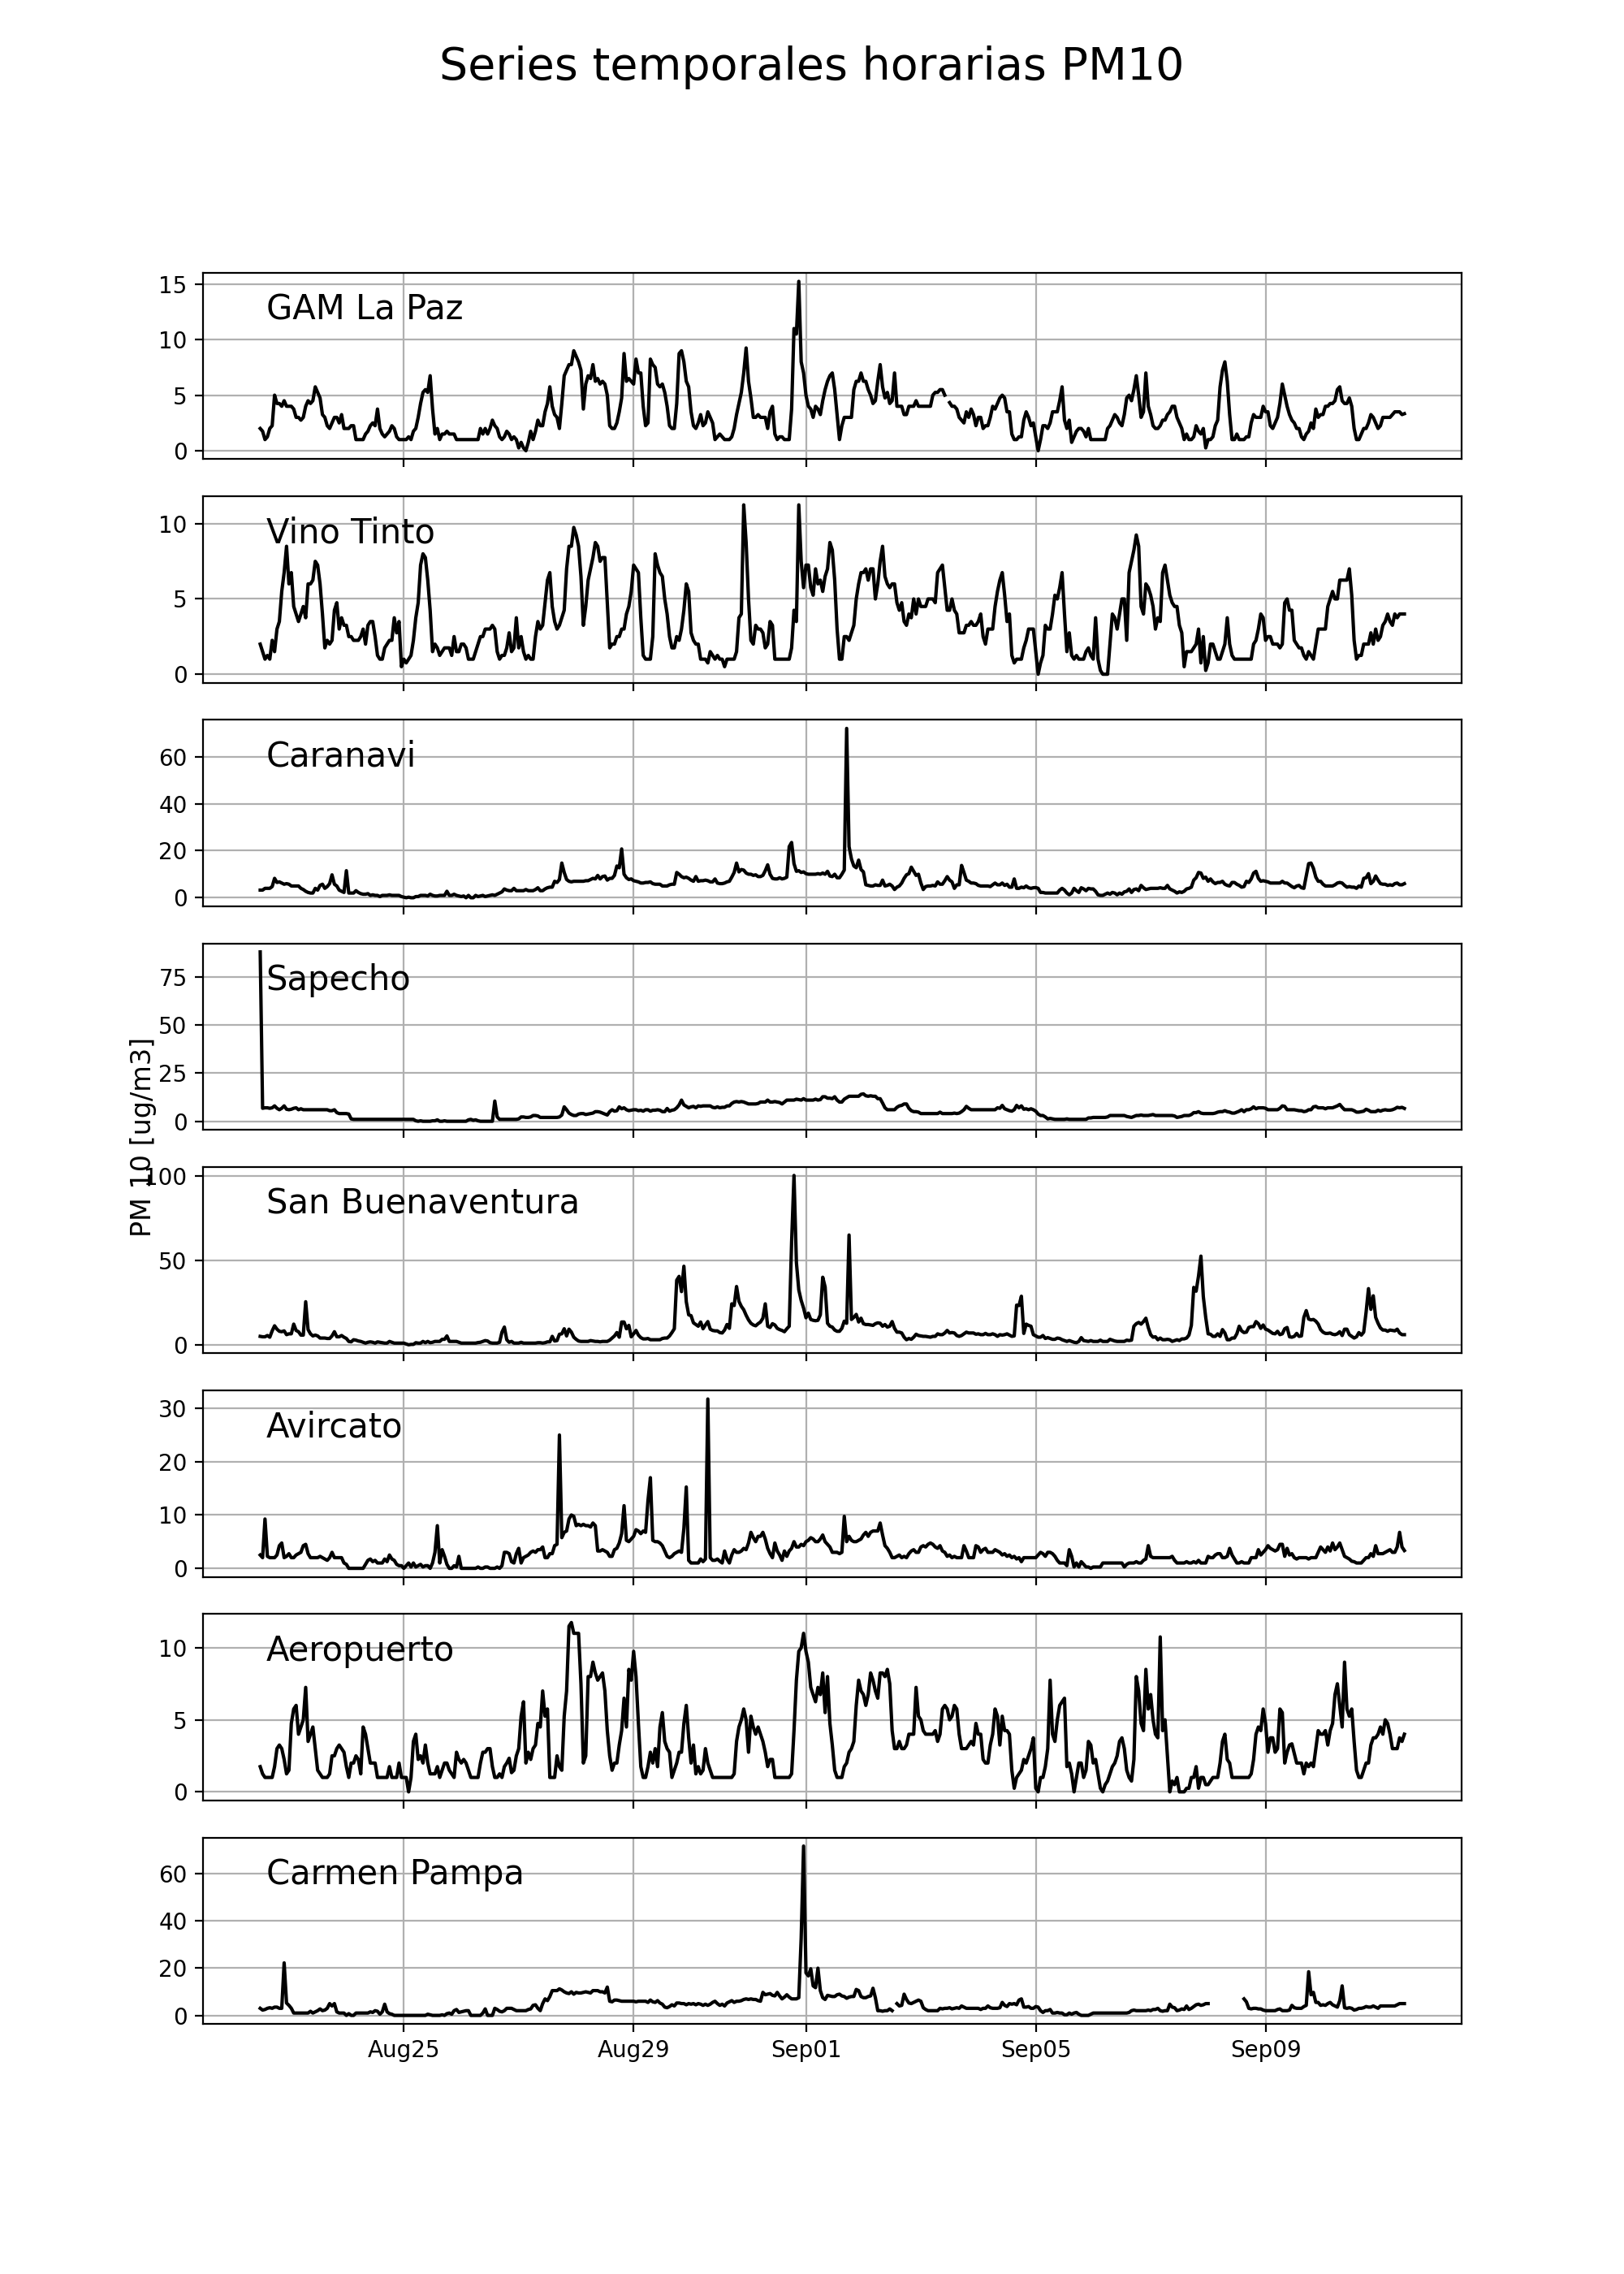 Series temporales horarias PM10
15
GAM La Paz
10
5
0
Vino Tinto
10
5
0
Caranavi
60
40
20
0
Sapecho
75
50
25
0
PM 10 [ug/m3]
100
San Buenaventura
50
0
30
Avircato
20
10
0
Aeropuerto
10
5
0
Carmen Pampa
60
40
20
0
Aug25 Aug29 Sep01 Sep05 Sep09